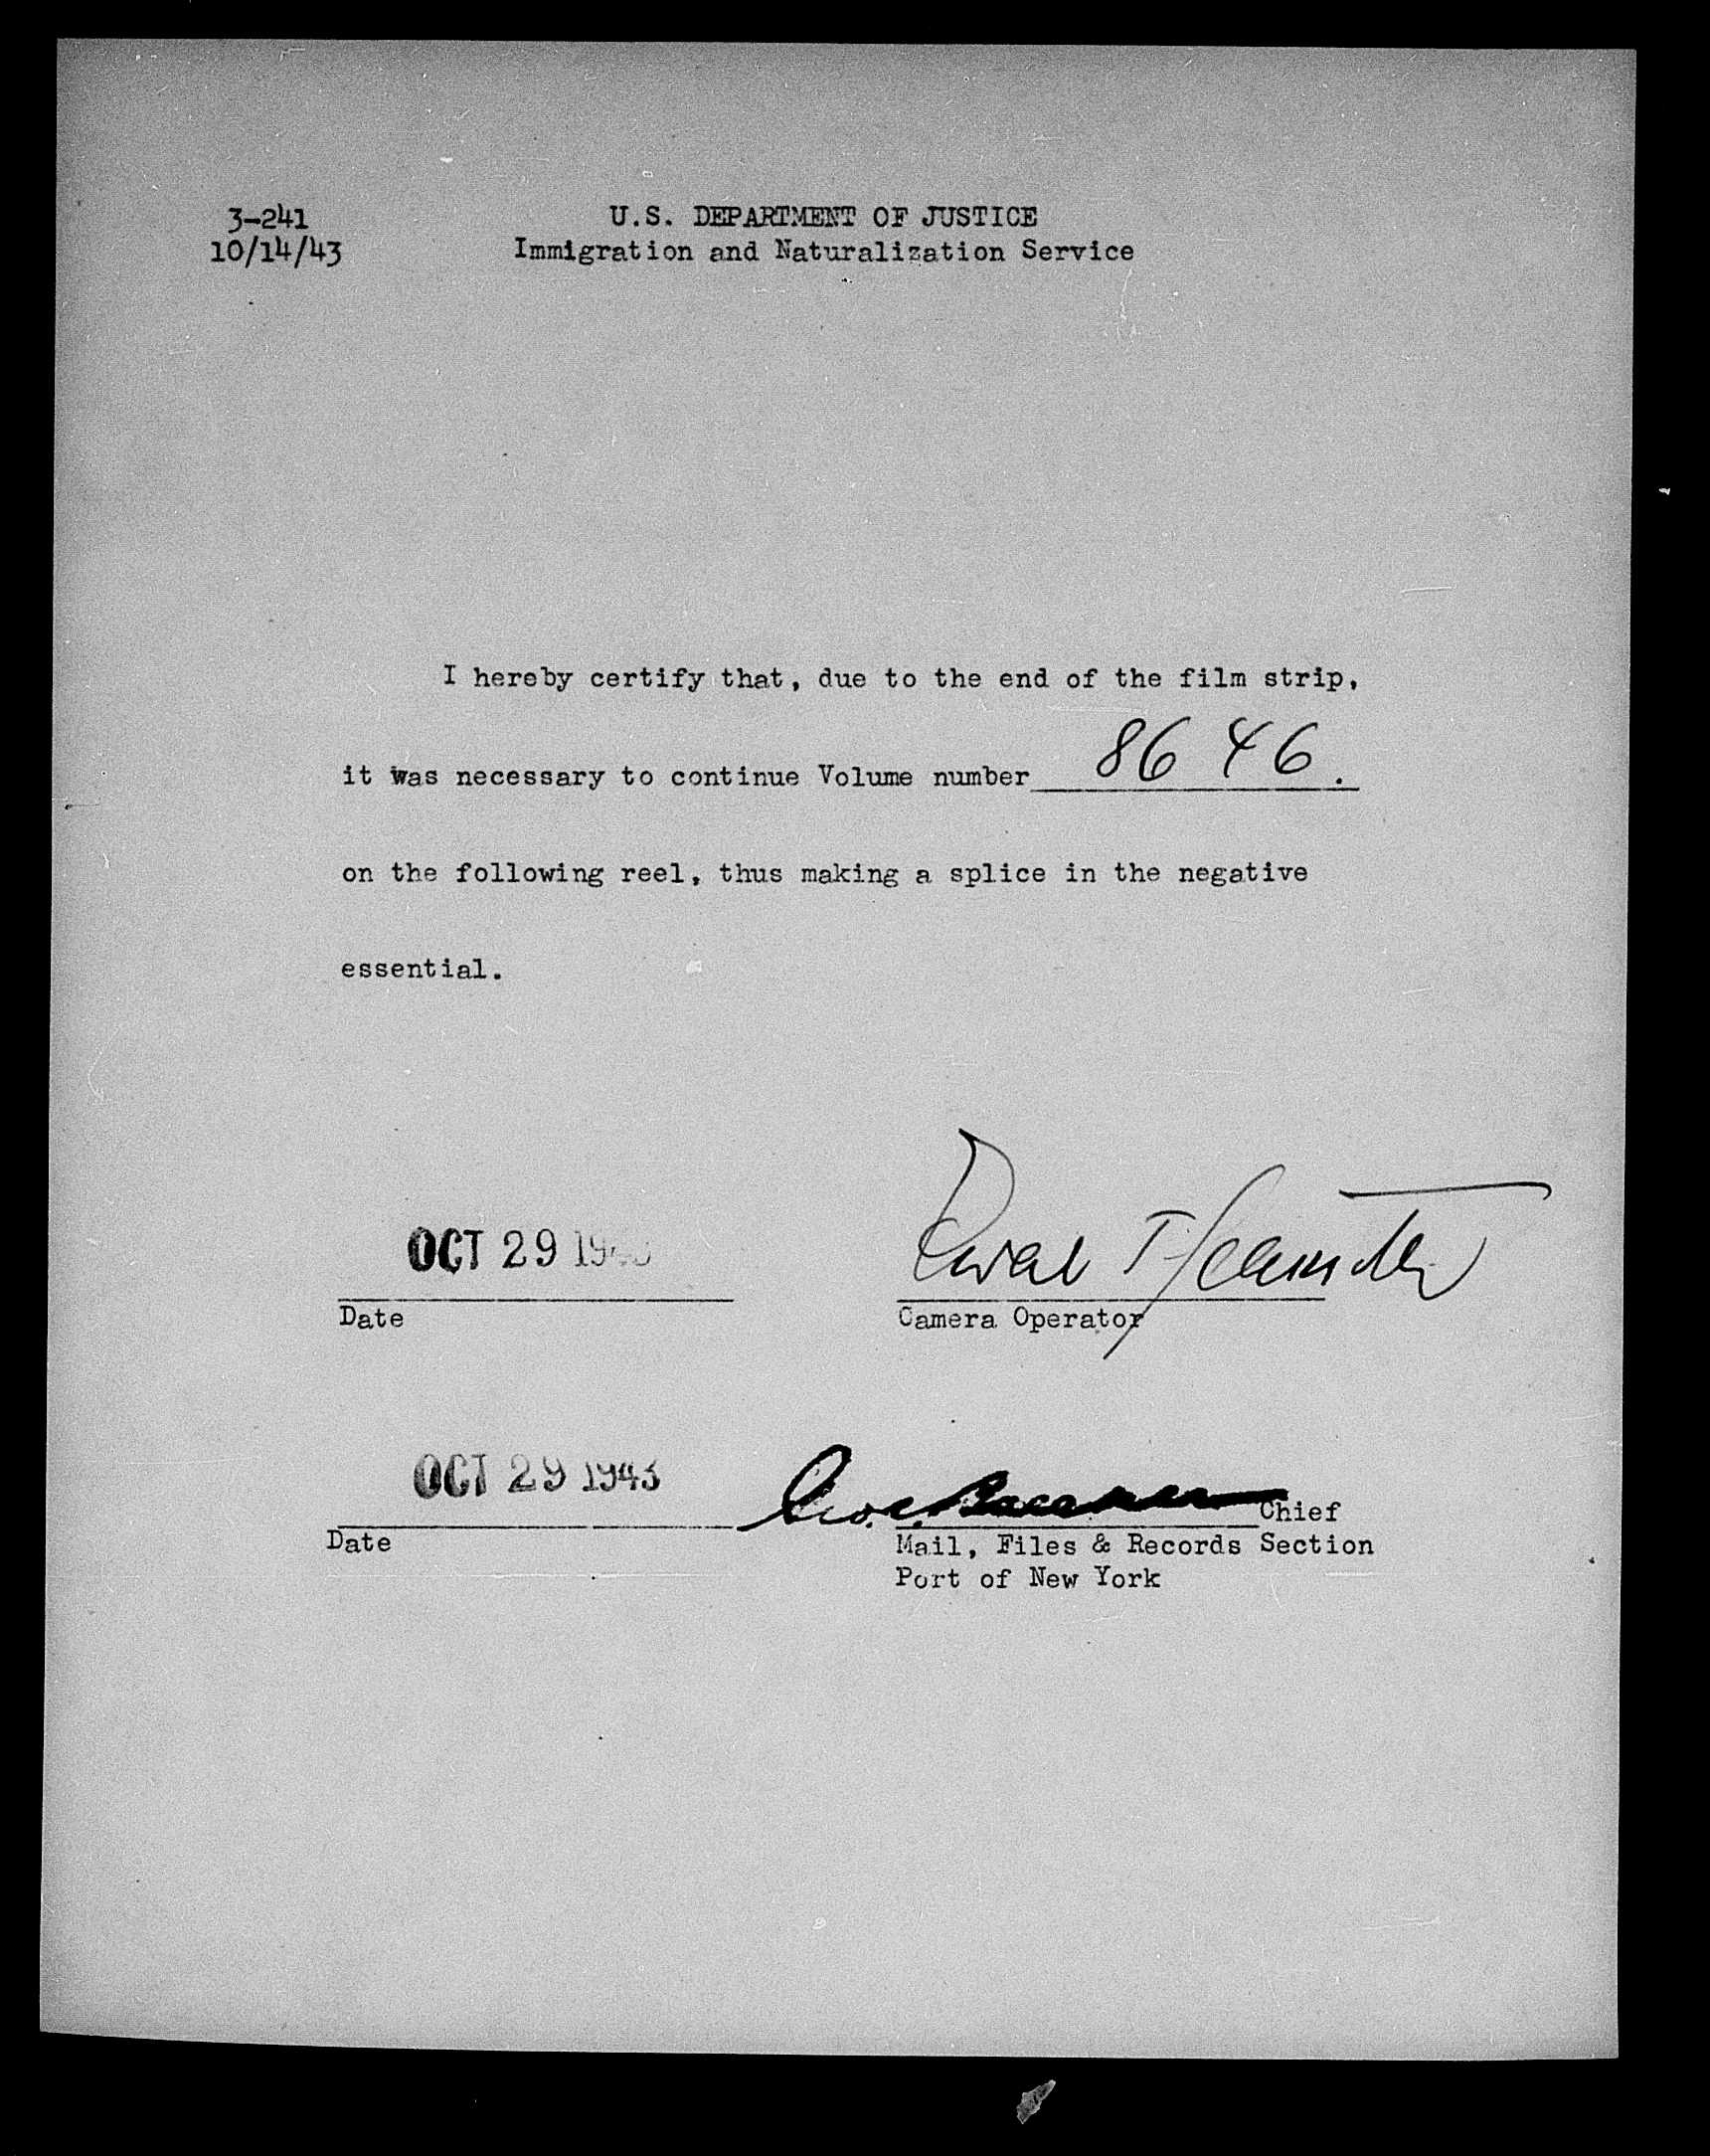 3-241
10/14/43
U.S. DEPARTMENT OF JUSTICE
Immigration and Naturalization Service
I hereby certify that, due to the end of the film strip,
it was necessary to continue Volume number 8646.
on the following reel, thus making a splice in the negative
essential.
OCT 29 1943
Date
Camera Operator
OCT 29 1943
Date
Geo. C. Chief
Mail, Files & Records Section
Port of New York